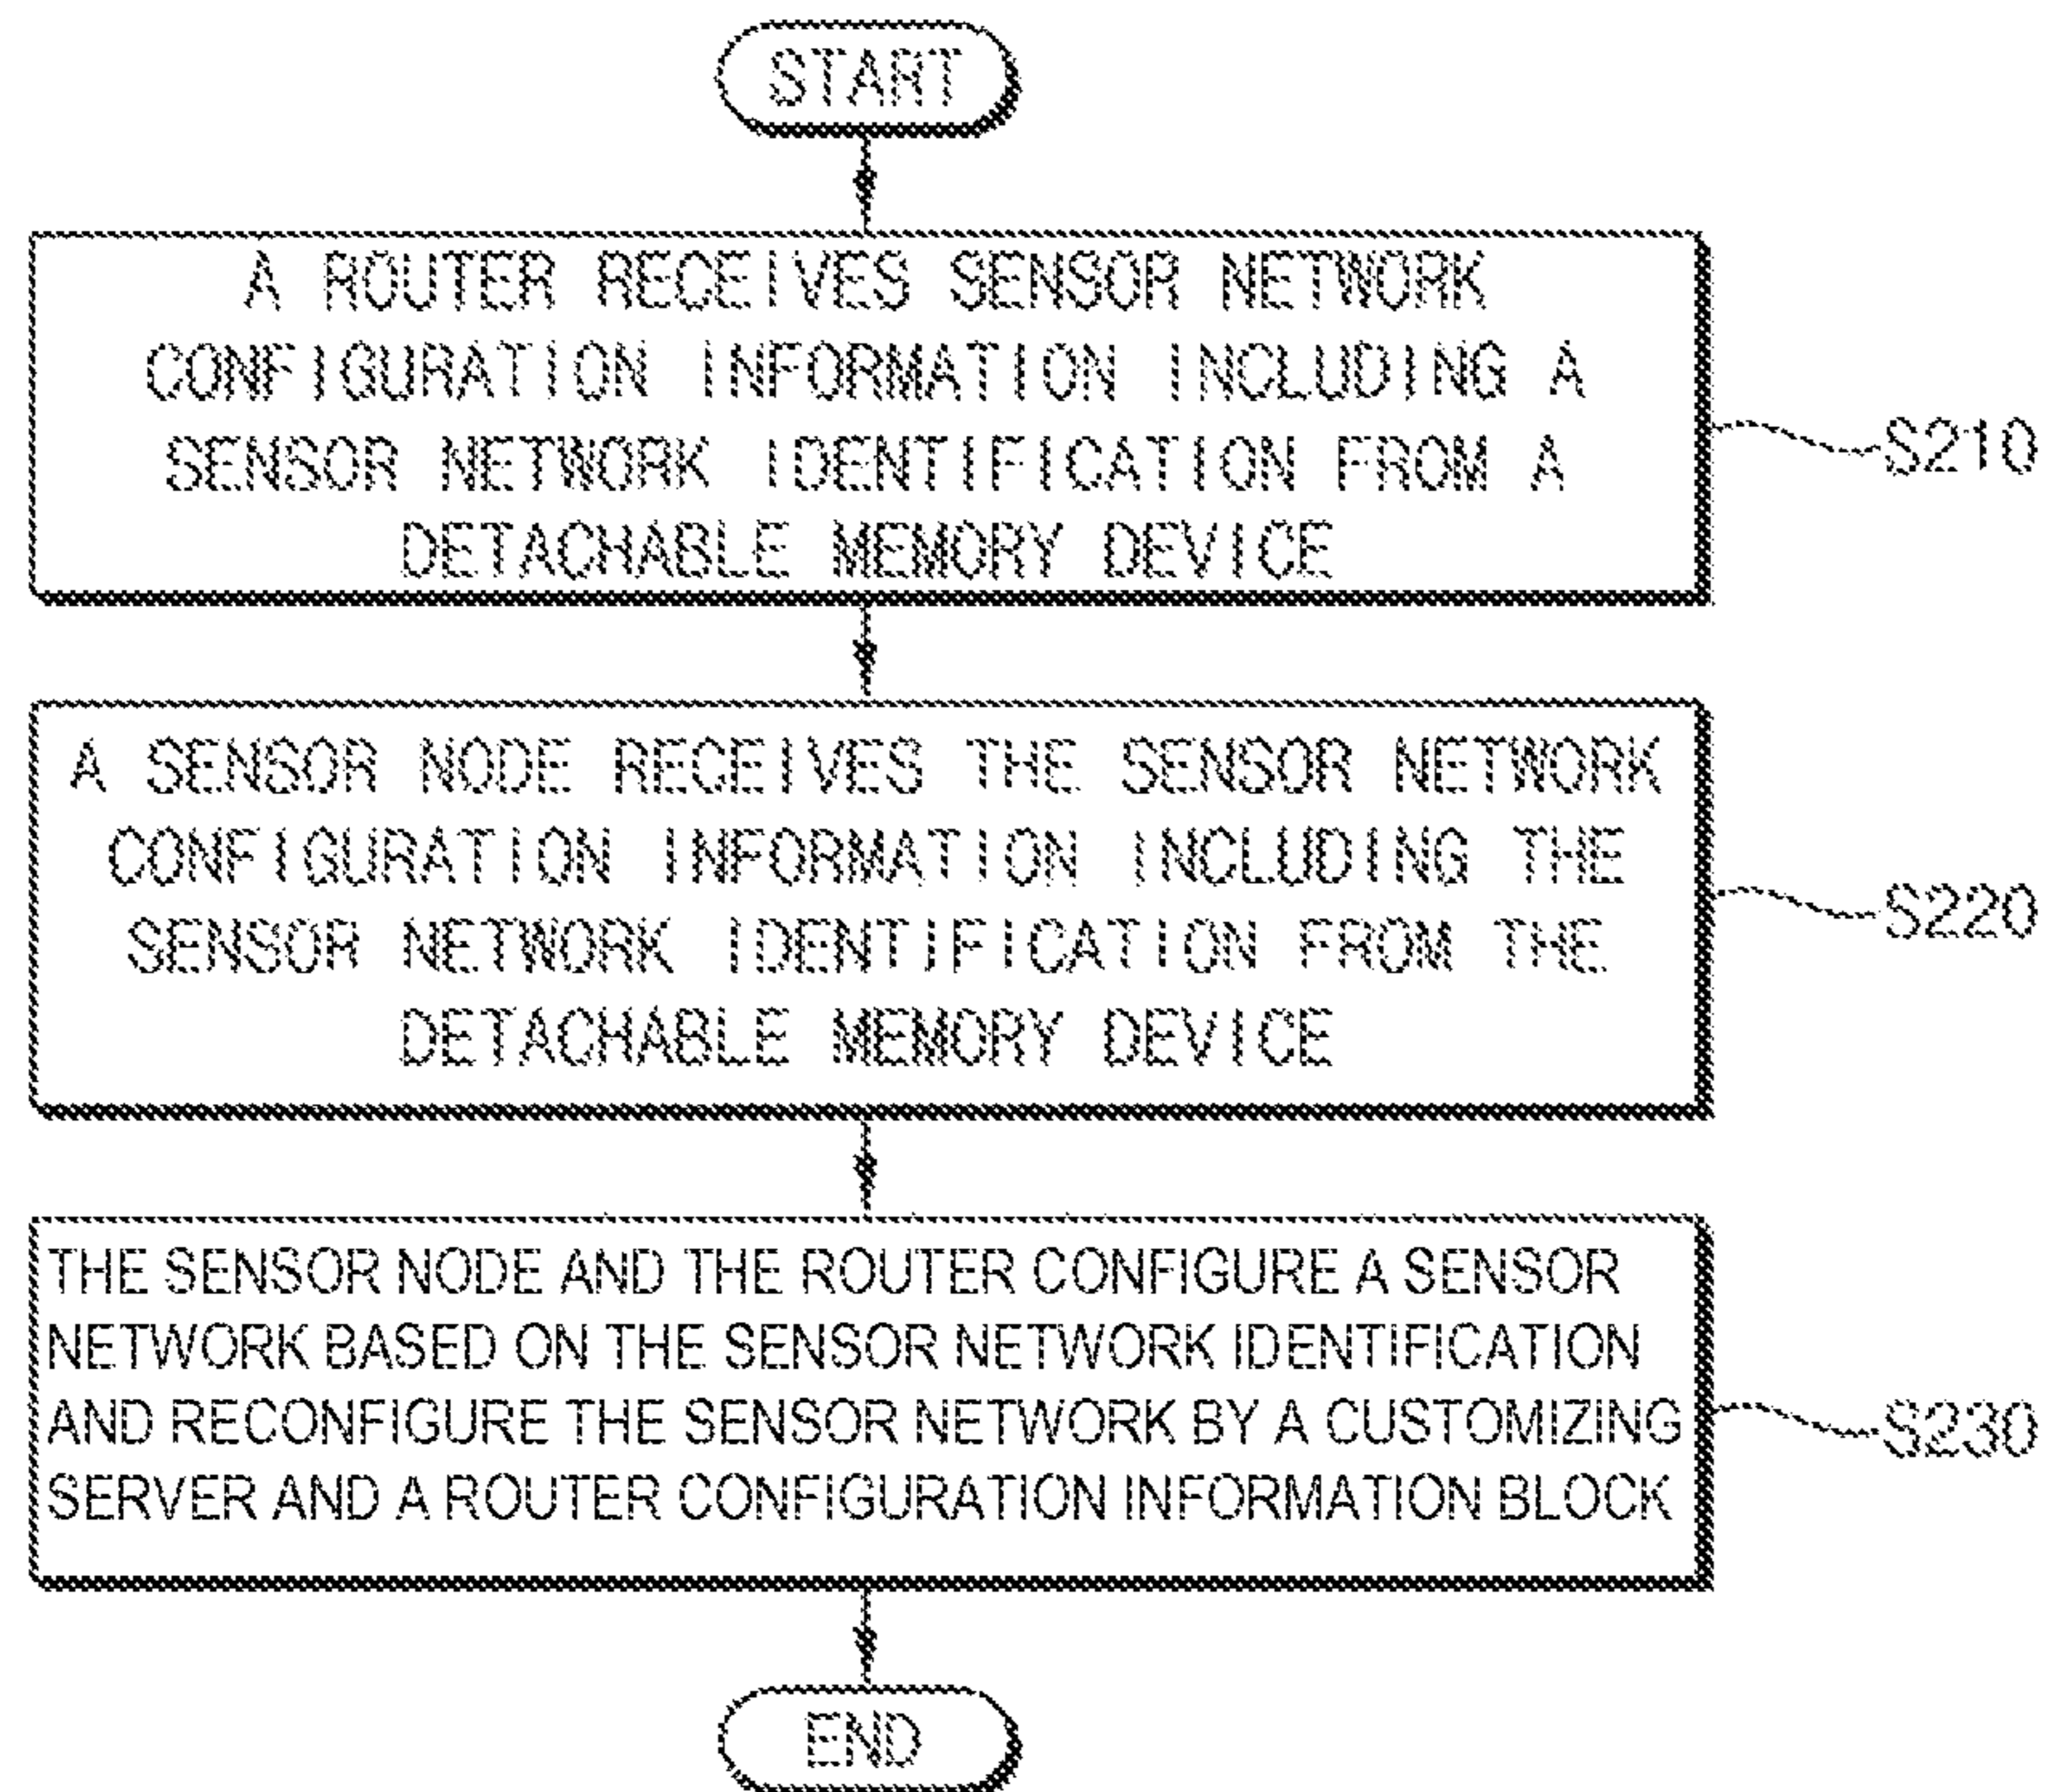 START
A ROUTER RECEIVES SENSOR NETWORK
CONFIGURATION INFORMATION INCLUDING A
SENSOR NETWORK IDENTIFICATION FROM A
DETACHABLE MEMORY DEVICE
S210
A SENSOR NODE RECEIVES THE SENSOR NETWORK
CONFIGURATION INFORMATION INCLUDING THE
SENSOR NETWORK IDENTIFICATION FROM THE
DETACHABLE MEMORY DEVICE
S220
THE SENSOR NODE AND THE ROUTER CONFIGURE A SENSOR
NETWORK BASED ON THE SENSOR NETWORK IDENTIFICATION
AND RECONFIGURE THE SENSOR NETWORK BY A CUSTOMIZING
SERVER AND A ROUTER CONFIGURATION INFORMATION BLOCK
S230
END